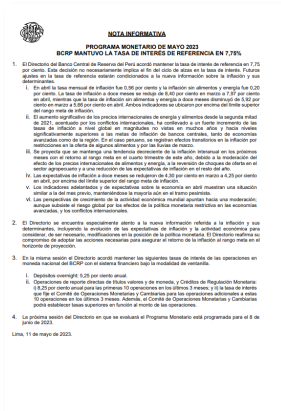 NOTA INFORMATIVA
PROGRAMA MONETARIO DE MAYO 2023
BCRP MANTUVO LA TASA DE INTERÉS DE REFERENCIA EN 7,75%
1. El Directorio del Banco Central de Reserva del Perú acordó mantener la tasa de interés de referencia en 7,75
por ciento. Esta decisión no necesariamente implica el fin del ciclo de alzas en la tasa de interés. Futuros
ajustes en la tasa de referencia estarán condicionados a la nueva información sobre la inflación y sus
determinantes.
i. En abril la tasa mensual de inflación fue 0,56 por ciento y la inflación sin alimentos y energía fue 0,20
por ciento. La tasa de inflación a doce meses se redujo de 8,40 por ciento en marzo a 7,97 por ciento
en abril, mientras que la tasa de inflación sin alimentos y energía a doce meses disminuyó de 5,92 por
ciento en marzo a 5,66 por ciento en abril. Ambos indicadores se ubicaron por encima del límite superior
del rango meta de inflación.
ii. El aumento significativo de los precios internacionales de energía y alimentos desde la segunda mitad
de 2021, acentuado por los conflictos internacionales, ha conllevado a un fuerte incremento de las
tasas de inflación a nivel global en magnitudes no vistas en muchos años y hacia niveles
significativamente superiores a las metas de inflación de bancos centrales, tanto de economías
avanzadas como de la región. En el caso peruano, se registran efectos transitorios en la inflación por
restricciones en la oferta de algunos alimentos y por las lluvias de marzo.
iii. Se proyecta que se mantenga una tendencia decreciente de la inflación interanual en los próximos
meses con el retorno al rango meta en el cuarto trimestre de este año, debido a la moderación del
efecto de los precios internacionales de alimentos y energía, a la reversión de choques de oferta en el
sector agropecuario y a una reducción de las expectativas de inflación en el resto del año.
iv. Las expectativas de inflación a doce meses se redujeron de 4,30 por ciento en marzo a 4,25 por ciento
en abril, por encima del límite superior del rango meta de inflación.
v. Los indicadores adelantados y de expectativas sobre la economía en abril muestran una situación
similar a la del mes previo, manteniéndose la mayoría aún en el tramo pesimista.
vi. Las perspectivas de crecimiento de la actividad económica mundial apuntan hacia una moderación;
aunque subsiste el riesgo global por los efectos de la política monetaria restrictiva en las economías
avanzadas, y los conflictos internacionales.
2. El Directorio se encuentra especialmente atento a la nueva información referida a la inflación y sus
determinantes, incluyendo la evolución de las expectativas de inflación y la actividad económica para
considerar, de ser necesario, modificaciones en la posición de la política monetaria. El Directorio reafirma su
compromiso de adoptar las acciones necesarias para asegurar el retorno de la inflación al rango meta en el
horizonte de proyección.
3. En la misma sesión el Directorio acordó mantener las siguientes tasas de interés de las operaciones en
moneda nacional del BCRP con el sistema financiero bajo la modalidad de ventanilla.
i. Depósitos overnight: 5,25 por ciento anual.
ii. Operaciones de reporte directas de títulos valores y de moneda, y Créditos de Regulación Monetaria:
i) 8,25 por ciento anual para las primeras 10 operaciones en los últimos 3 meses; y ii) la tasa de interés
que fije el Comité de Operaciones Monetarias y Cambiarias para las operaciones adicionales a estas
10 operaciones en los últimos 3 meses. Además, el Comité de Operaciones Monetarias y Cambiarias
podrá establecer tasas superiores en función al monto de las operaciones.
4. La próxima sesión del Directorio en que se evaluará el Programa Monetario está programada para el 8 de
junio de 2023.
Lima, 11 de mayo de 2023.